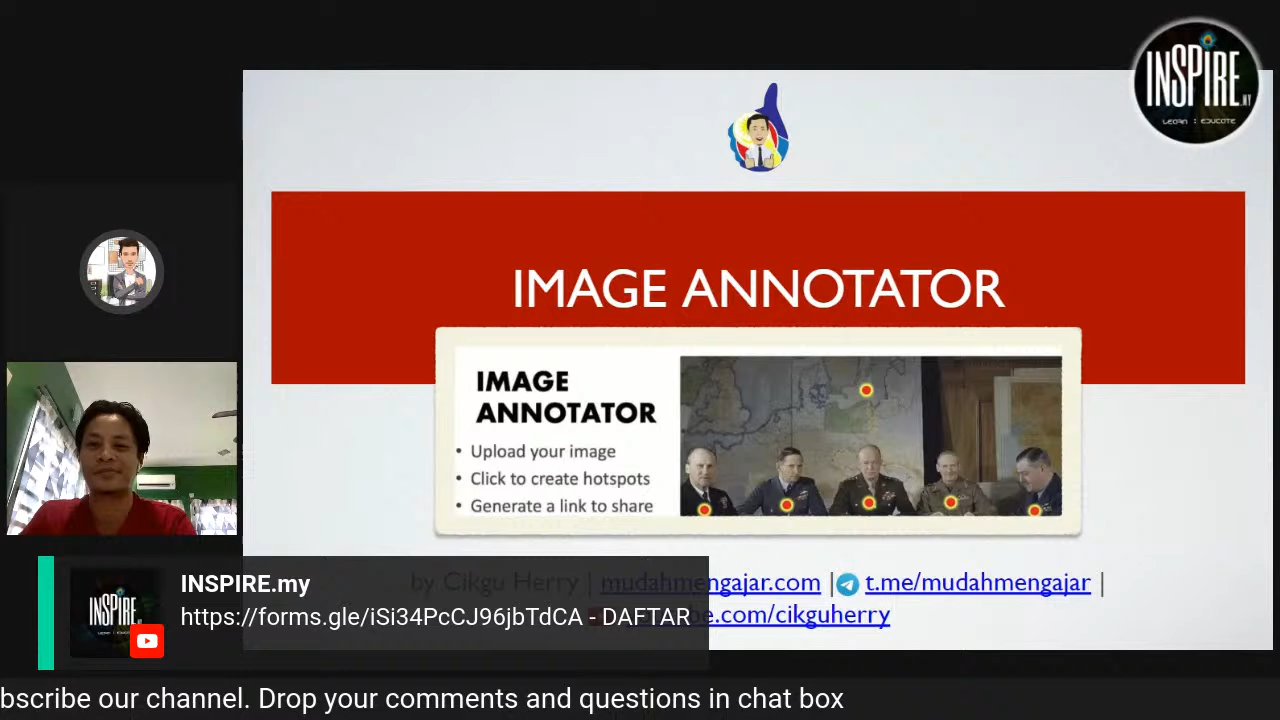 INSPIRE.MY
LEARN : EDUCATE
IMAGE ANNOTATOR
IMAGE
ANNOTATOR
• Upload your image
• Click to create hotspots
• Generate a link to share
by Cikgu Herry | mudahmengajar.com | t.me/mudahmengajar |
be.com/cikguherry
INSPIRE
INSPIRE.my
https://forms.gle/iSi34PcCJ96jbTdCA - DAFTAR
bscribe our channel. Drop your comments and questions in chat box